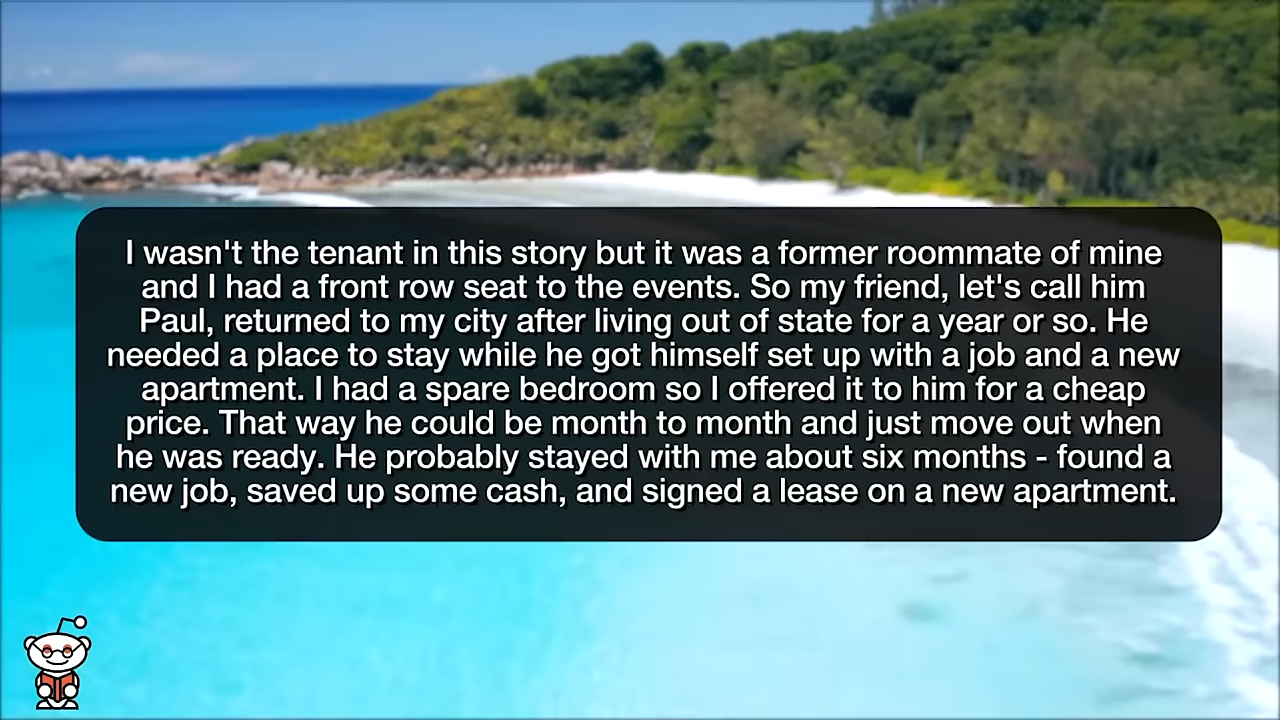 I wasn't the tenant in this story but it was a former roommate of mine
and I had a front row seat to the events. So my friend, let's call him
Paul, returned to my city after living out of state for a year or so. He
needed a place to stay while he got himself set up with a job and a new
apartment. I had a spare bedroom so I offered it to him for a cheap
price. That way he could be month to month and just move out when
he was ready. He probably stayed with me about six months - found a
new job, saved up some cash, and signed a lease on a new apartment.